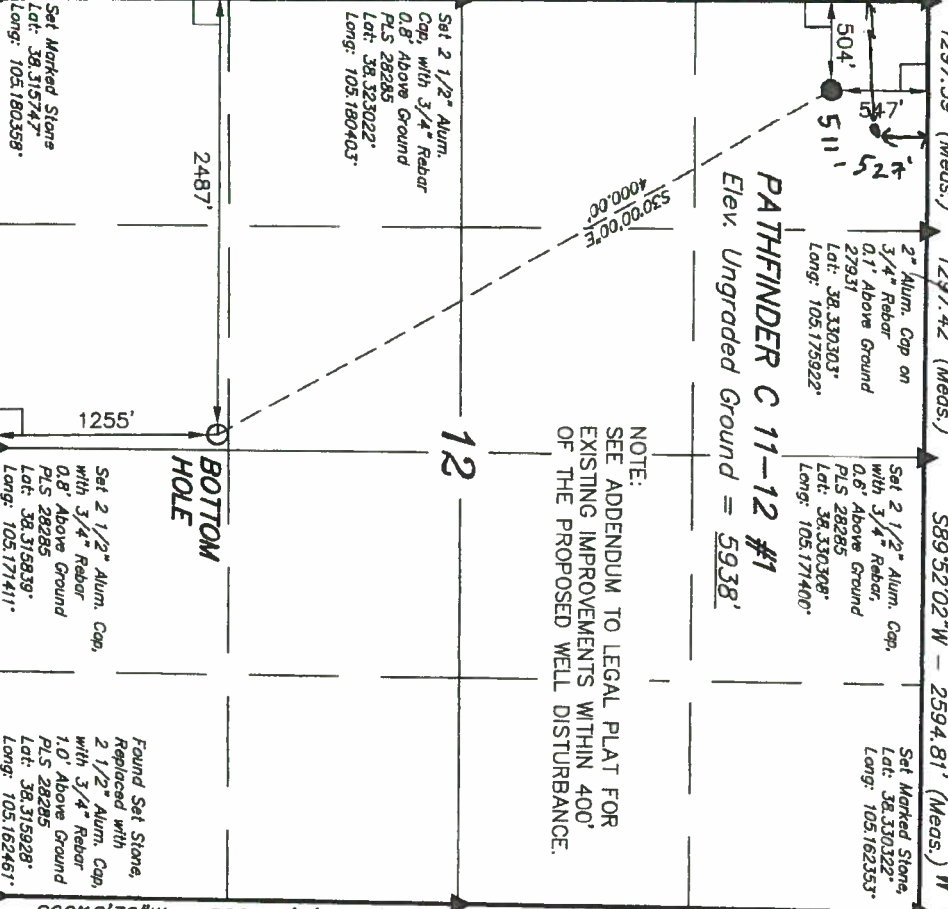 (Meas.)
1297.42' (Meas.)
S89°52'02"W - 2594.81' (Meas.)
504'
547'
511'
527'
2" Alum. Cap on
3/4" Rebar
0.1' Above Ground
27931
Lat: 38.330303°
Long: 105.175922°
Set 2 1/2" Alum. Cap,
with 3/4" Rebar,
0.6' Above Ground
PLS 28285
Lat: 38.330308°
Long: 105.171400°
Set Marked Stone,
Lat: 38.330322°
Long: 105.162353°
PATHFINDER C 11-12 #1
Elev. Ungraded Ground = 5938'
S30°00'00"E
4000.00'
NOTE:
SEE ADDENDUM TO LEGAL PLAT FOR
EXISTING IMPROVEMENTS WITHIN 400'
OF THE PROPOSED WELL DISTURBANCE.
12
Set 2 1/2" Alum.
Cap, with 3/4" Rebar
0.8' Above Ground
PLS 28285
Lat: 38.323022°
Long: 105.180403°
2487'
1255'
BOTTOM
HOLE
Set Marked Stone
Lat: 38.315747°
Long: 105.180358°
Set 2 1/2" Alum. Cap,
with 3/4" Rebar
0.8' Above Ground
PLS 28285
Lat: 38.315839°
Long: 105.171411°
Found Set Stone,
Replaced with
2 1/2" Alum. Cap,
with 3/4" Rebar
1.0' Above Ground
PLS 28285
Lat: 38.315928°
Long: 105.162461°